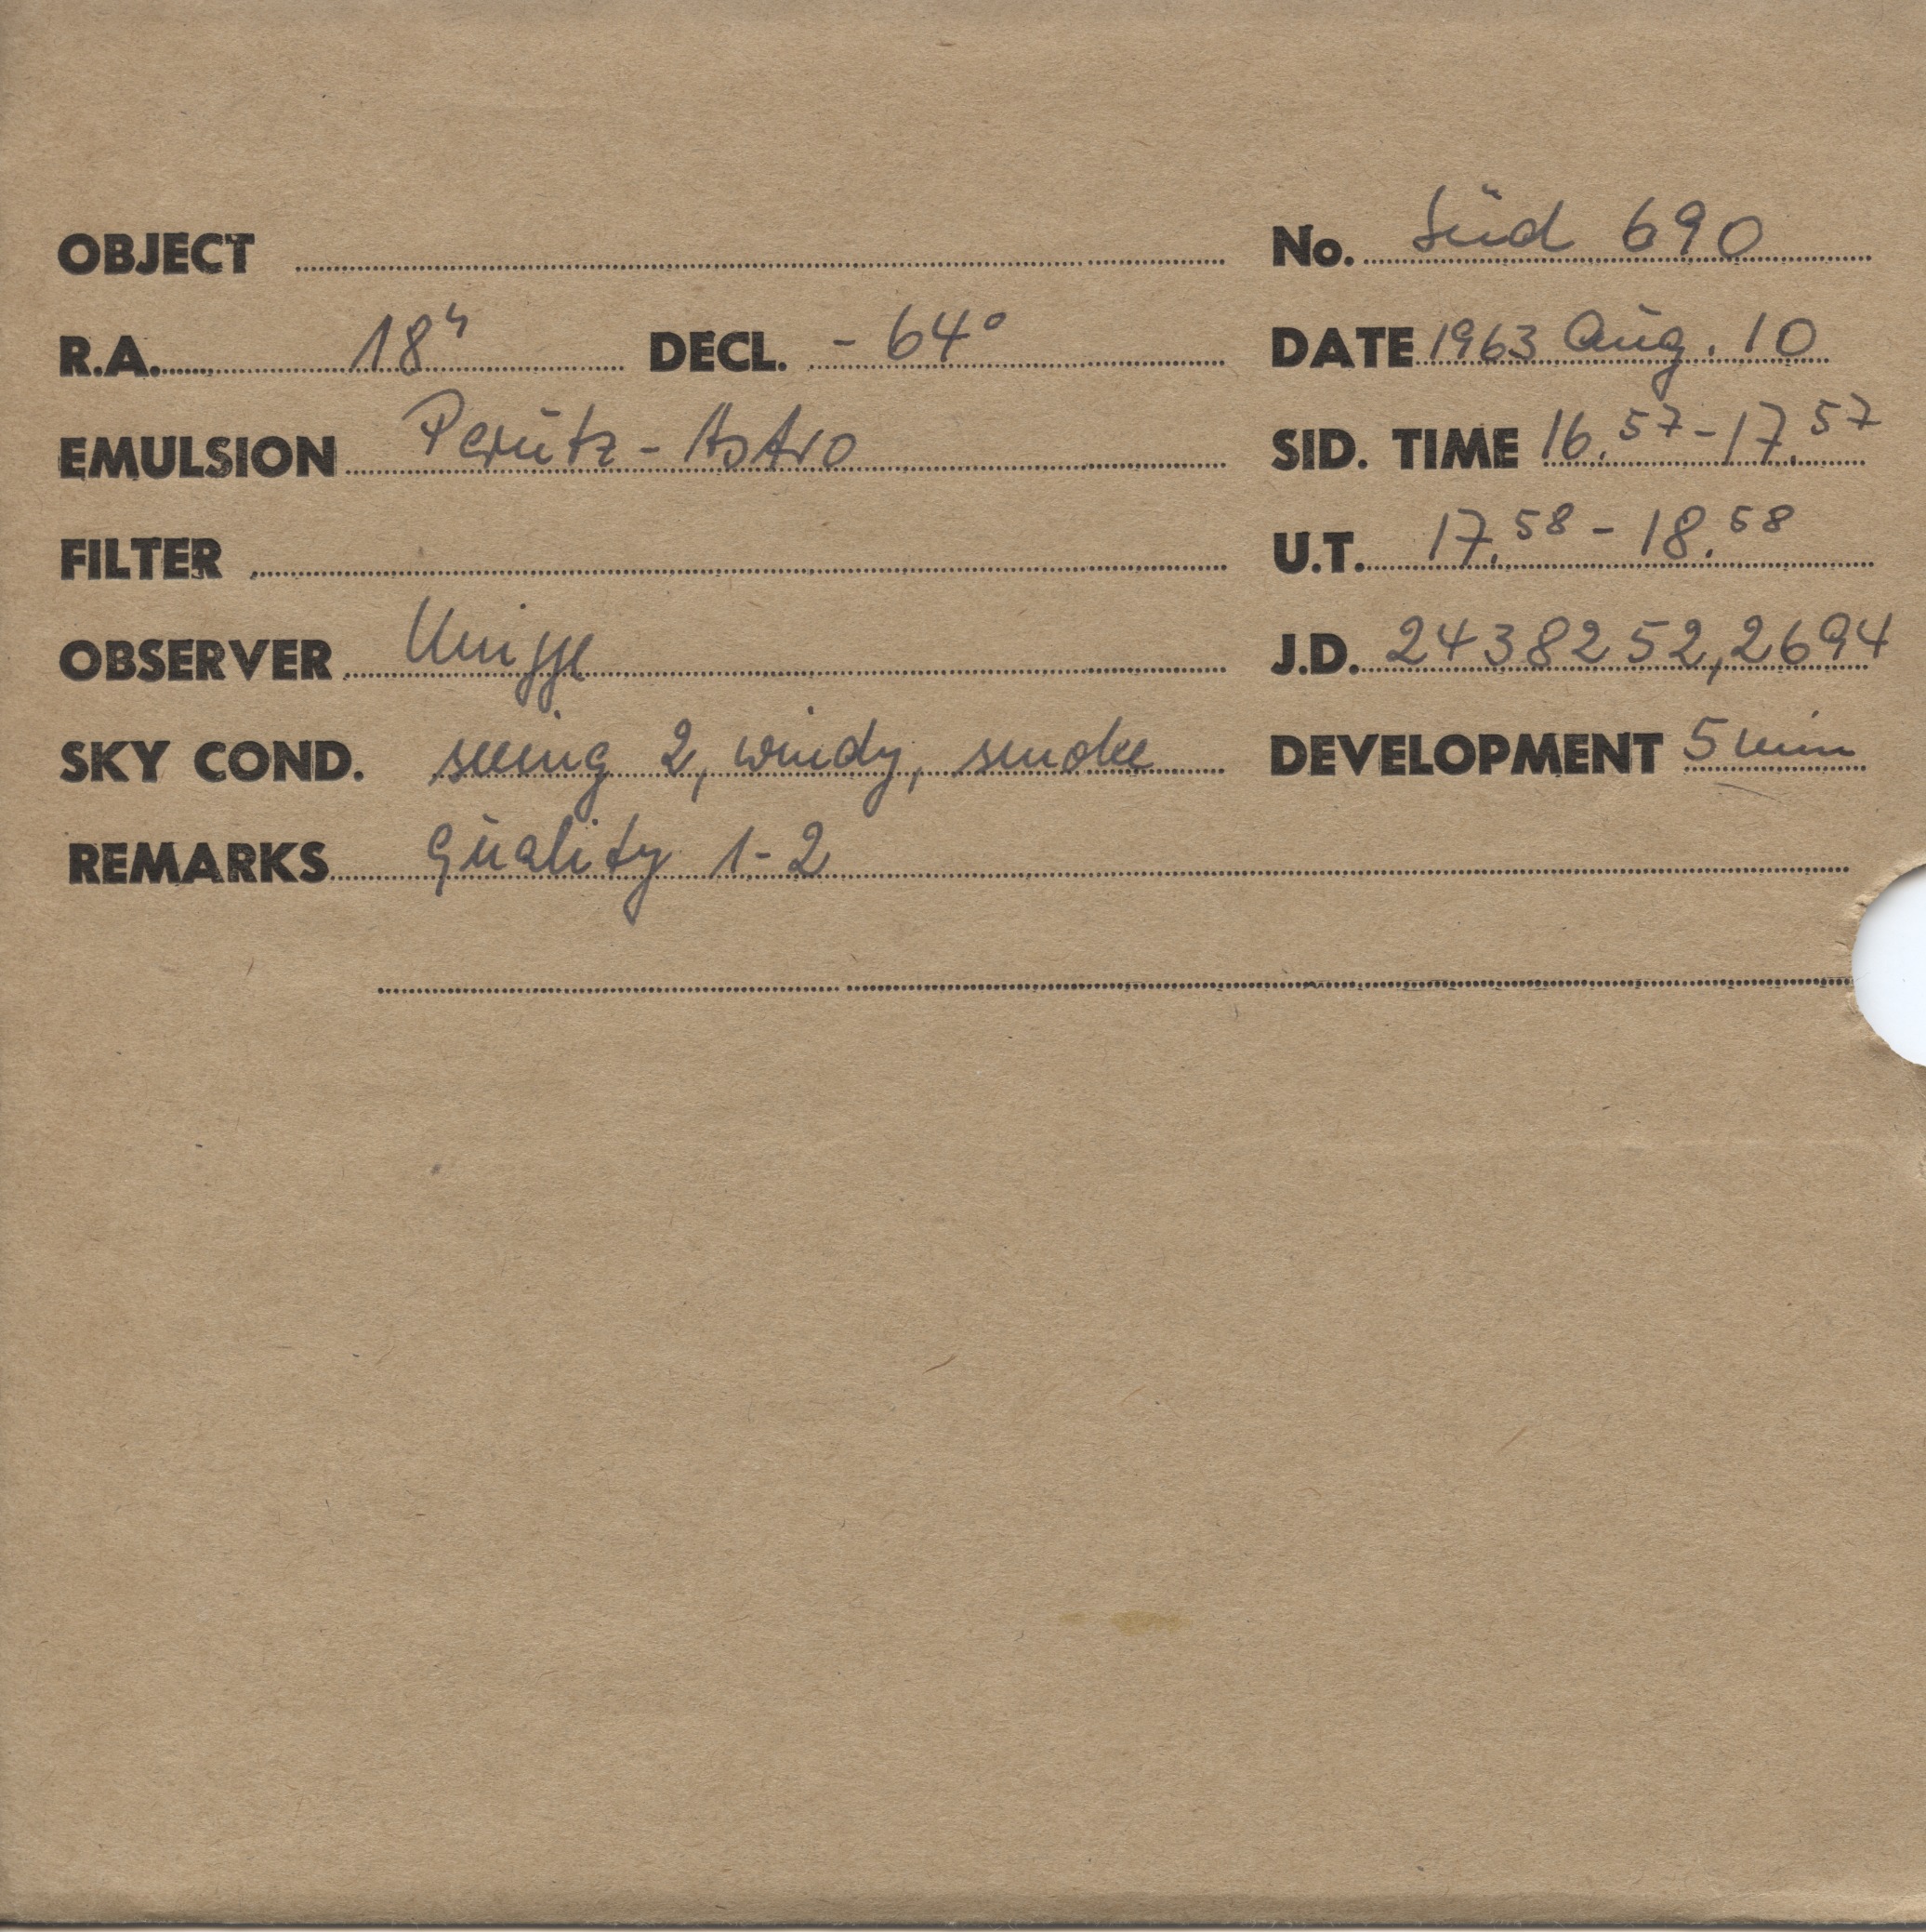 OBJECT No. Süd 690
R.A. 18h DECL. -64° DATE 1963 Aug. 10
EMULSION Perutz-Astro SID. TIME 16.57-17.57
FILTER U.T. 17.58-18.58
OBSERVER Knigge J.D. 2438252,2694
SKY COND. seeing 2, windy, smoke DEVELOPMENT 5 min
REMARKS quality 1-2